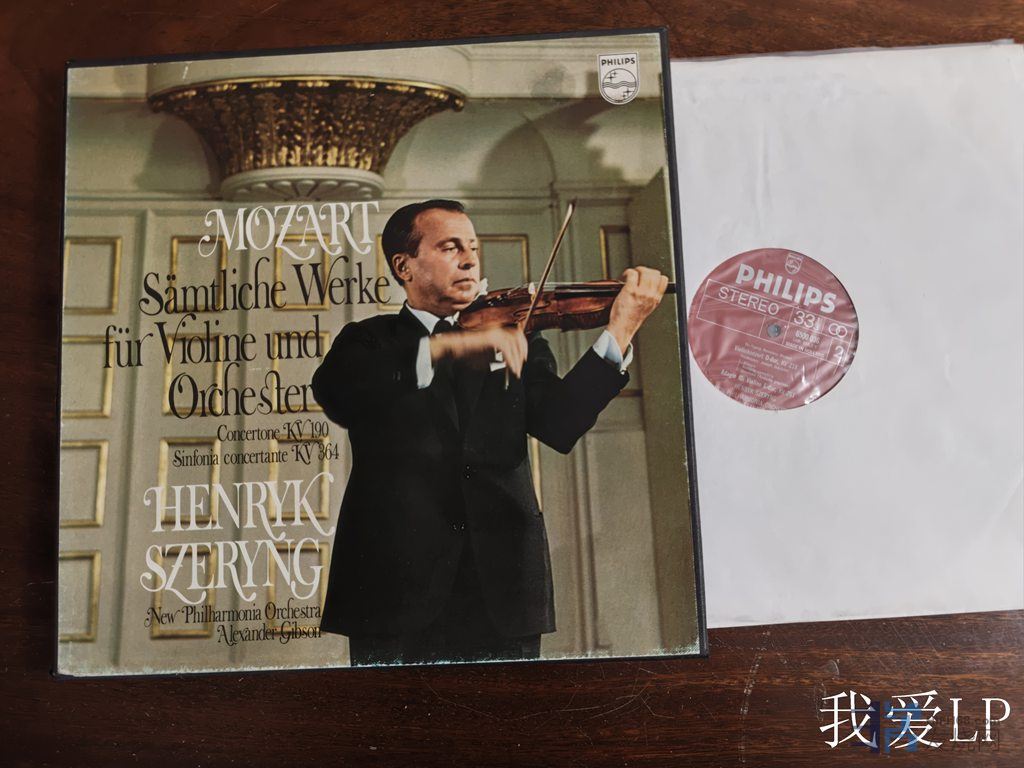 PHILIPS
MOZART
Sämtliche Werke
für Violine und
Orchester
Concertone KV 190
Sinfonia concertante KV 364
HENRYK
SZERYNG
New Philharmonia Orchestra
Alexander Gibson
PHILIPS
STEREO 33
2
我爱LP